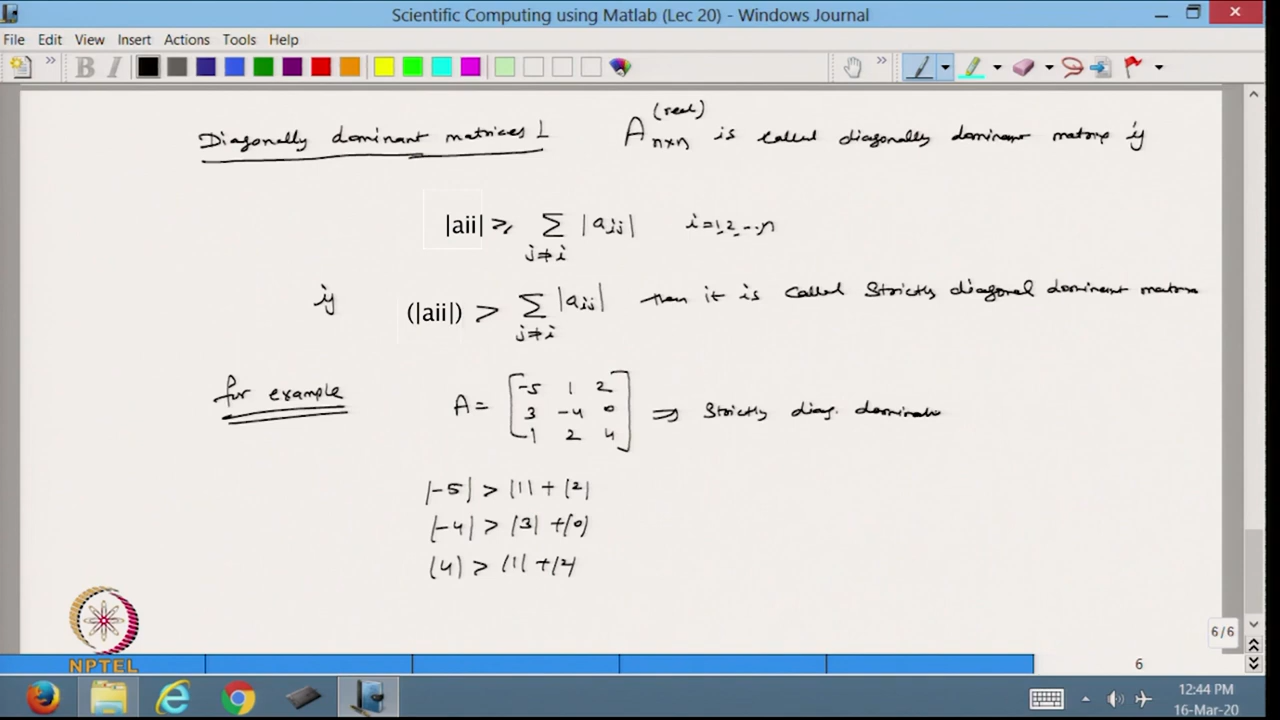 Scientific Computing using Matlab (Lec 20) - Windows Journal
File Edit View Insert Actions Tools Help
Diagonally dominant matrices ⊥ A n×n (real) is called diagonally dominant matrix if
|aii| ≥ ∑ j≠i |aij| i=1,2,...,n
if (|aii|) > ∑ j≠i |aij| then it is called Strictly diagonal dominant matrix
for example A = [ -5 1 2
3 -4 0
1 2 4 ] ⇒ Strictly diag. dominate
|-5| > |1| + |2|
|-4| > |3| + |0|
|4| > |1| + |2|
6/6
NPTEL
6
12:44 PM
16-Mar-20